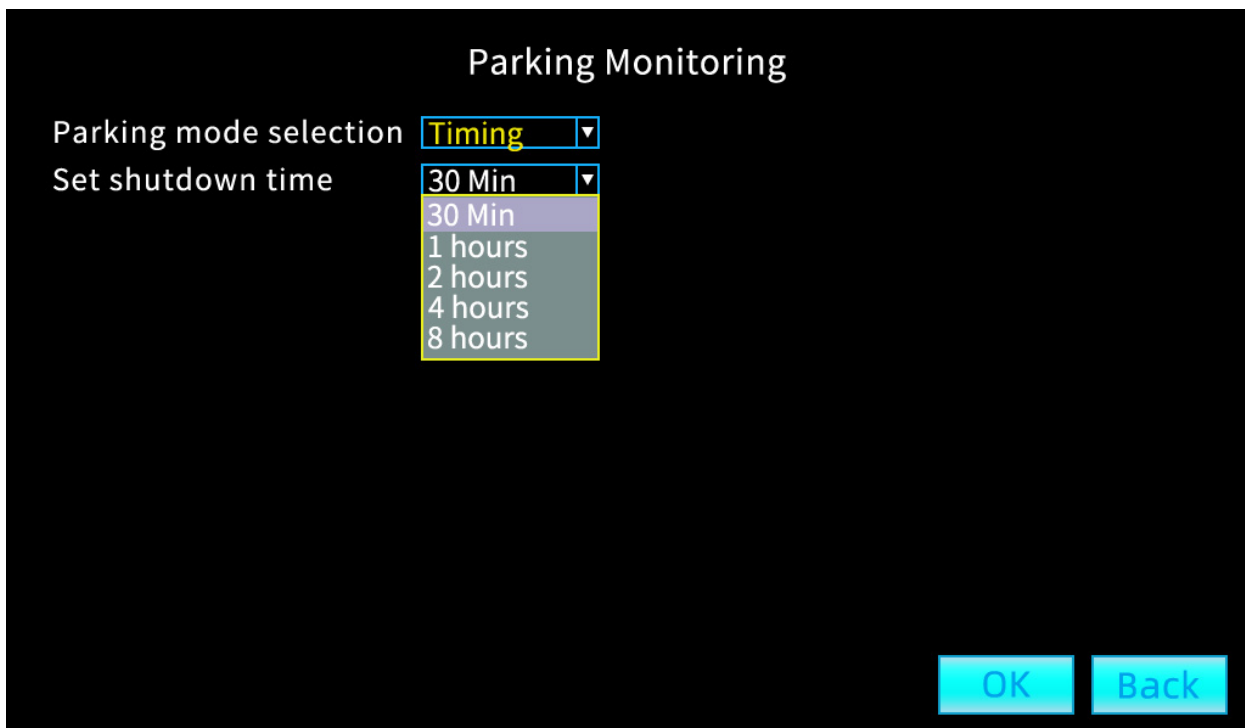 Parking Monitoring
Parking mode selection Timing
Set shutdown time 30 Min
30 Min
1 hours
2 hours
4 hours
8 hours
OK Back